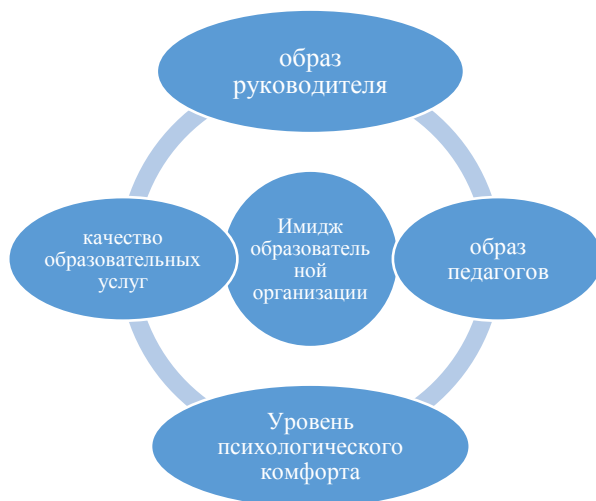 образ
руководителя
качество
образовательных
услуг
Имидж
образователь
ной
организации
образ
педагогов
Уровень
психологического
комфорта